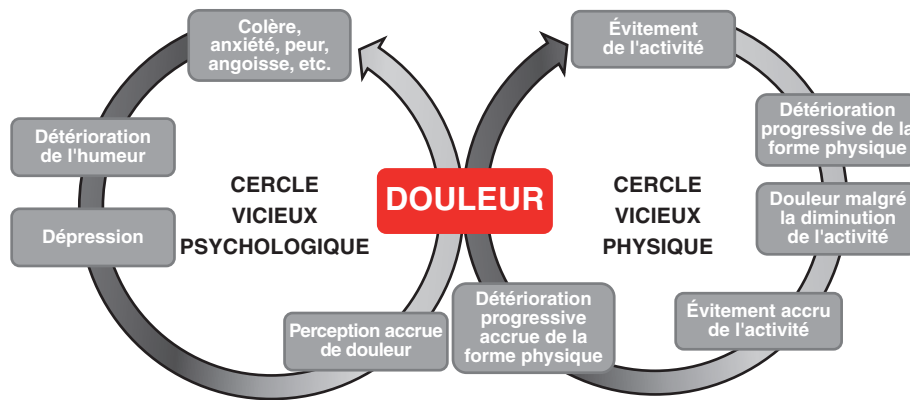 Colère,
anxiété, peur,
angoisse, etc.
Détérioration
de l'humeur
Dépression
CERCLE
VICIEUX
PSYCHOLOGIQUE
Perception accrue
de douleur
DOULEUR
Évitement
de l'activité
Détérioration
progressive de la
forme physique
Douleur malgré
la diminution
de l'activité
CERCLE
VICIEUX
PHYSIQUE
Évitement accru
de l'activité
Détérioration
progressive
accrue de la
forme physique